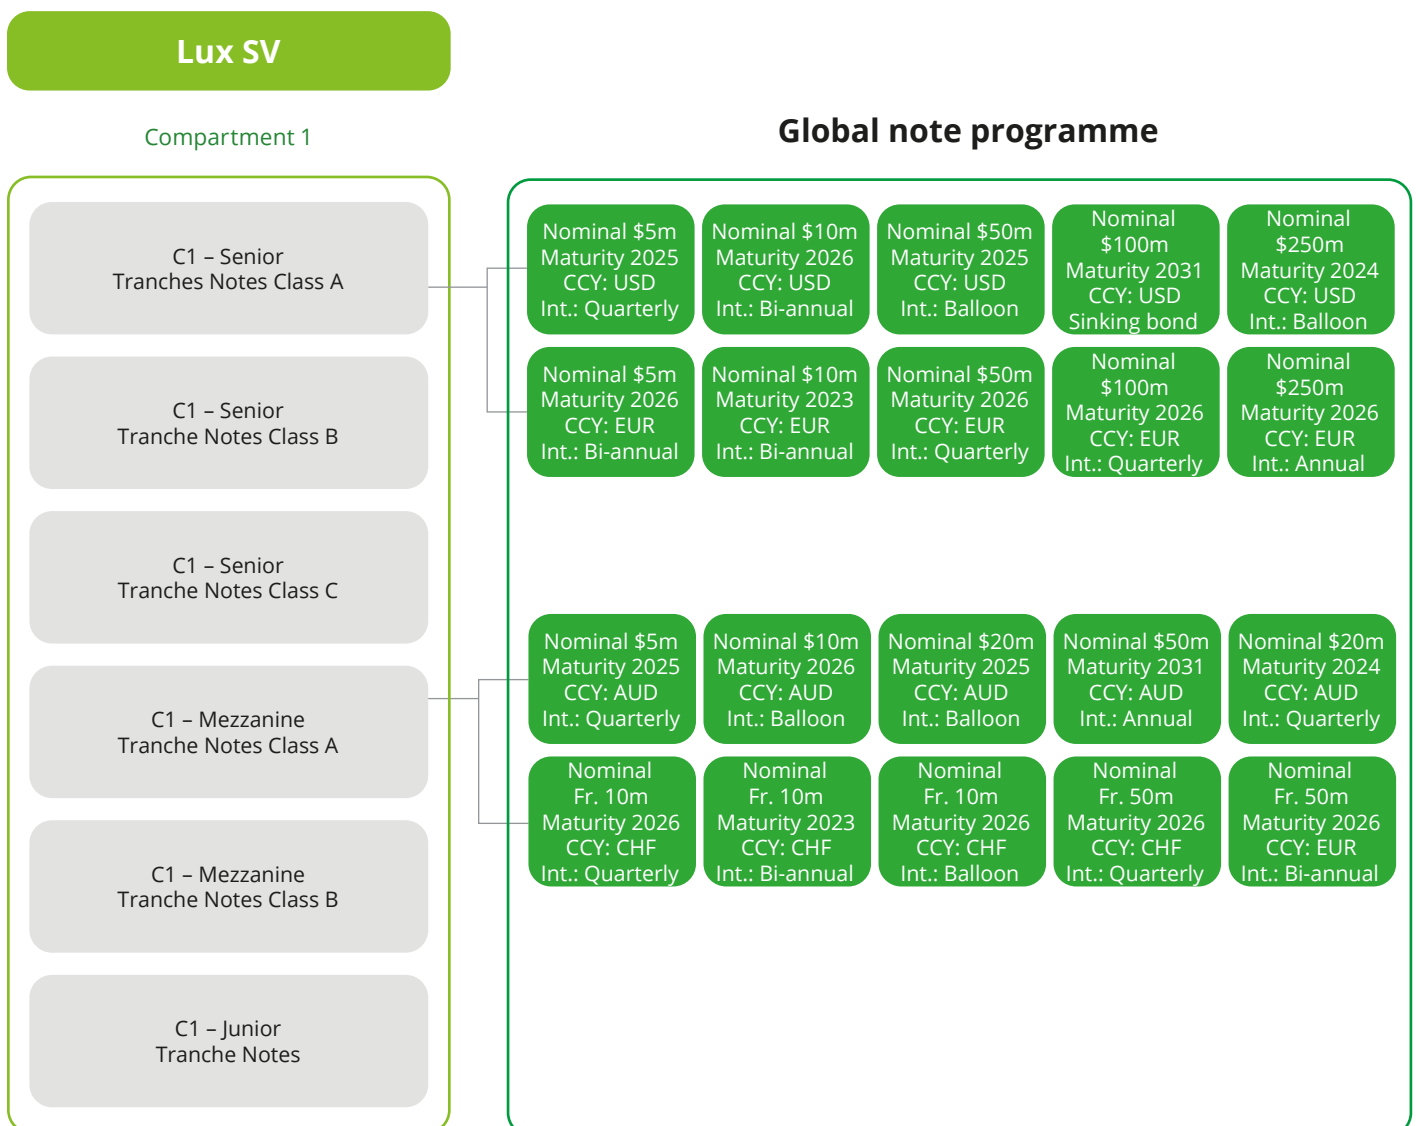 Lux SV
Compartment 1
Global note programme
C1 – Senior
Tranches Notes Class A
C1 – Senior
Tranche Notes Class B
C1 – Senior
Tranche Notes Class C
C1 – Mezzanine
Tranche Notes Class A
C1 – Mezzanine
Tranche Notes Class B
C1 – Junior
Tranche Notes
Nominal $5m
Maturity 2025
CCY: USD
Int.: Quarterly
Nominal $10m
Maturity 2026
CCY: USD
Int.: Bi-annual
Nominal $50m
Maturity 2025
CCY: USD
Int.: Balloon
Nominal
$100m
Maturity 2031
CCY: USD
Sinking bond
Nominal
$250m
Maturity 2024
CCY: USD
Int.: Balloon
Nominal $5m
Maturity 2026
CCY: EUR
Int.: Bi-annual
Nominal $10m
Maturity 2023
CCY: EUR
Int.: Bi-annual
Nominal $50m
Maturity 2026
CCY: EUR
Int.: Quarterly
Nominal
$100m
Maturity 2026
CCY: EUR
Int.: Quarterly
Nominal
$250m
Maturity 2026
CCY: EUR
Int.: Annual
Nominal $5m
Maturity 2025
CCY: AUD
Int.: Quarterly
Nominal $10m
Maturity 2026
CCY: AUD
Int.: Balloon
Nominal $20m
Maturity 2025
CCY: AUD
Int.: Balloon
Nominal $50m
Maturity 2031
CCY: AUD
Int.: Annual
Nominal $20m
Maturity 2024
CCY: AUD
Int.: Quarterly
Nominal
Fr. 10m
Maturity 2026
CCY: CHF
Int.: Quarterly
Nominal
Fr. 10m
Maturity 2023
CCY: CHF
Int.: Bi-annual
Nominal
Fr. 10m
Maturity 2026
CCY: CHF
Int.: Balloon
Nominal
Fr. 50m
Maturity 2026
CCY: CHF
Int.: Quarterly
Nominal
Fr. 50m
Maturity 2026
CCY: EUR
Int.: Bi-annual